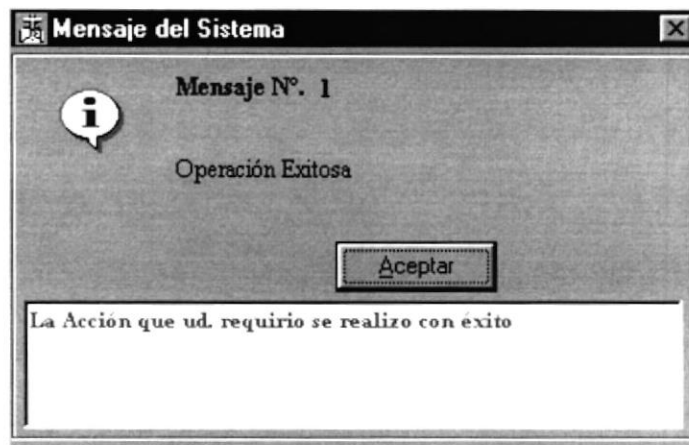 Mensaje del Sistema
Mensaje N°. 1
Operación Exitosa
Aceptar
La Acción que ud. requirio se realizo con éxito